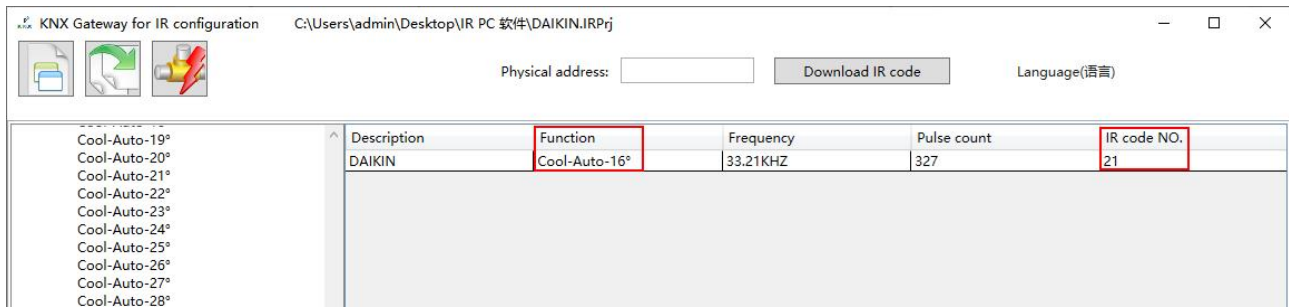 KNX Gateway for IR configuration C:\Users\admin\Desktop\IR PC 软件\DAIKIN.IRPrj
Physical address: Download IR code Language(语言)
Cool-Auto-19°
Cool-Auto-20°
Cool-Auto-21°
Cool-Auto-22°
Cool-Auto-23°
Cool-Auto-24°
Cool-Auto-25°
Cool-Auto-26°
Cool-Auto-27°
Cool-Auto-28°
Description Function Frequency Pulse count IR code NO.
DAIKIN Cool-Auto-16° 33.21KHZ 327 21